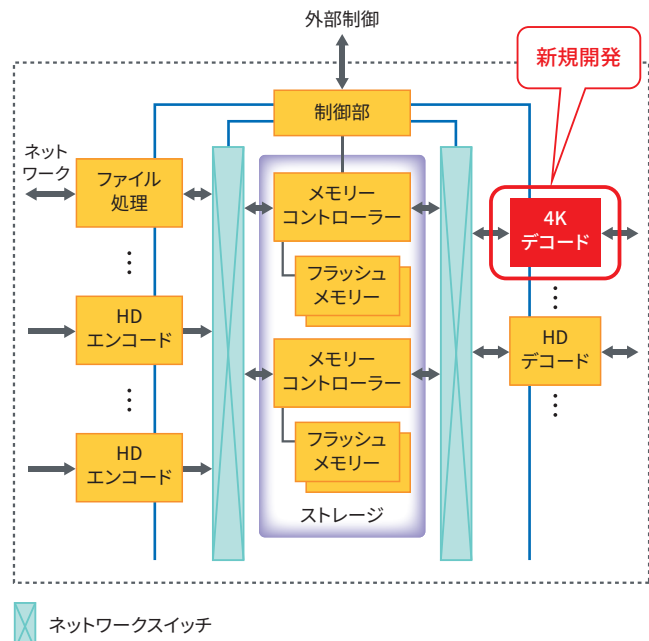 外部制御
新規開発
制御部
ネット
ワーク
ファイル
処理
メモリー
コントローラー
4K
デコード
フラッシュ
メモリー
HD
エンコード
HD
デコード
メモリー
コントローラー
フラッシュ
メモリー
HD
エンコード
ストレージ
ネットワークスイッチ